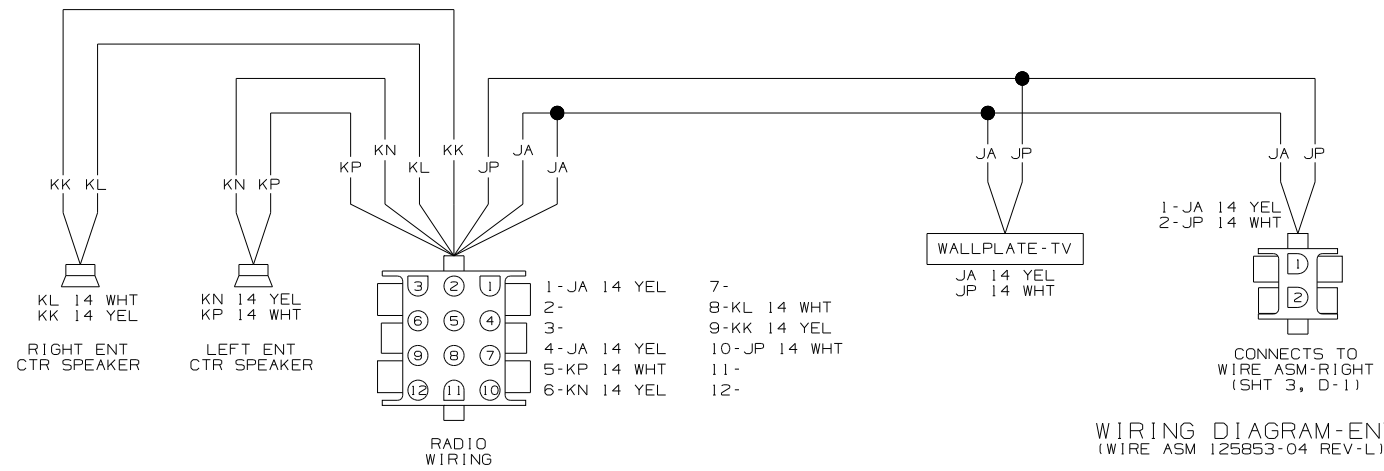 KK
KL
KN
KP
KP
KN
KL
KK
JP
JA
JA
JA
JP
JA
JP
KL 14 WHT
KK 14 YEL
RIGHT ENT
CTR SPEAKER
KN 14 YEL
KP 14 WHT
LEFT ENT
CTR SPEAKER
3 2 1
6 5 4
9 8 7
12 11 10
RADIO
WIRING
1-JA 14 YEL
2-
3-
4-JA 14 YEL
5-KP 14 WHT
6-KN 14 YEL
7-
8-KL 14 WHT
9-KK 14 YEL
10-JP 14 WHT
11-
12-
WALLPLATE-TV
JA 14 YEL
JP 14 WHT
1-JA 14 YEL
2-JP 14 WHT
1
2
CONNECTS TO
WIRE ASM-RIGHT
(SHT 3, D-1)
WIRING DIAGRAM-EN
(WIRE ASM 125853-04 REV-L)